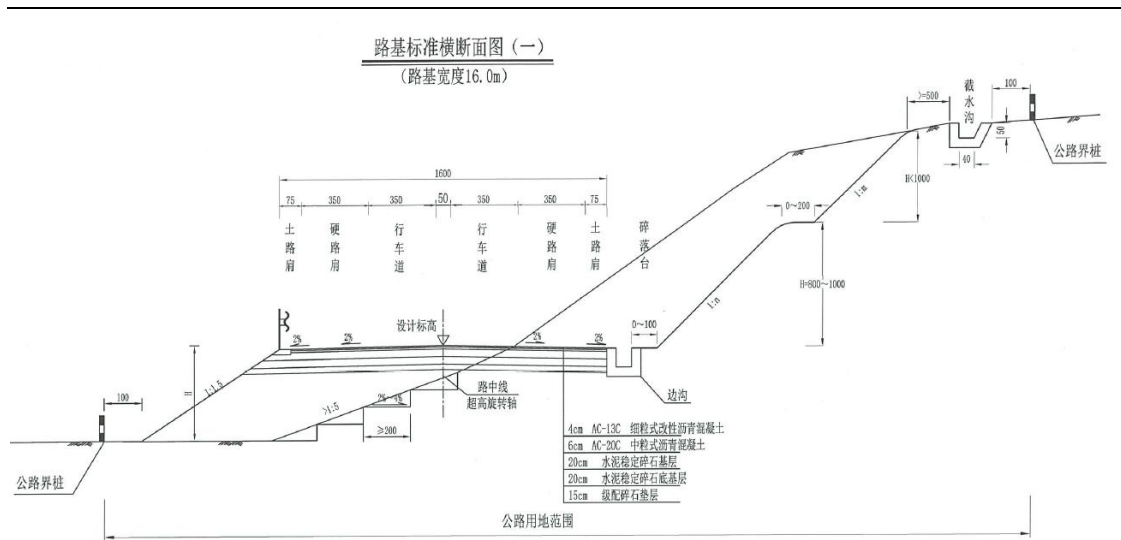 路基标准横断面图(一)
(路基宽度16.0m)
>=500
截水沟
100
50
40
公路界桩
H<1000
1:n
0～200
1600
75
350
350
50
350
350
75
土路肩
硬路肩
行车道
行车道
硬路肩
土路肩
碎落台
H=800～1000
1:n
0～100
设计标高
2%
2%
2%
2%
1:1.5
H
100
路中线
超高旋转轴
边沟
>1:5
2%
4%
≥200
4cm AC-13C 细粒式改性沥青混凝土
6cm AC-20C 中粒式沥青混凝土
20cm 水泥稳定碎石基层
20cm 水泥稳定碎石底基层
15cm 级配碎石垫层
公路界桩
公路用地范围